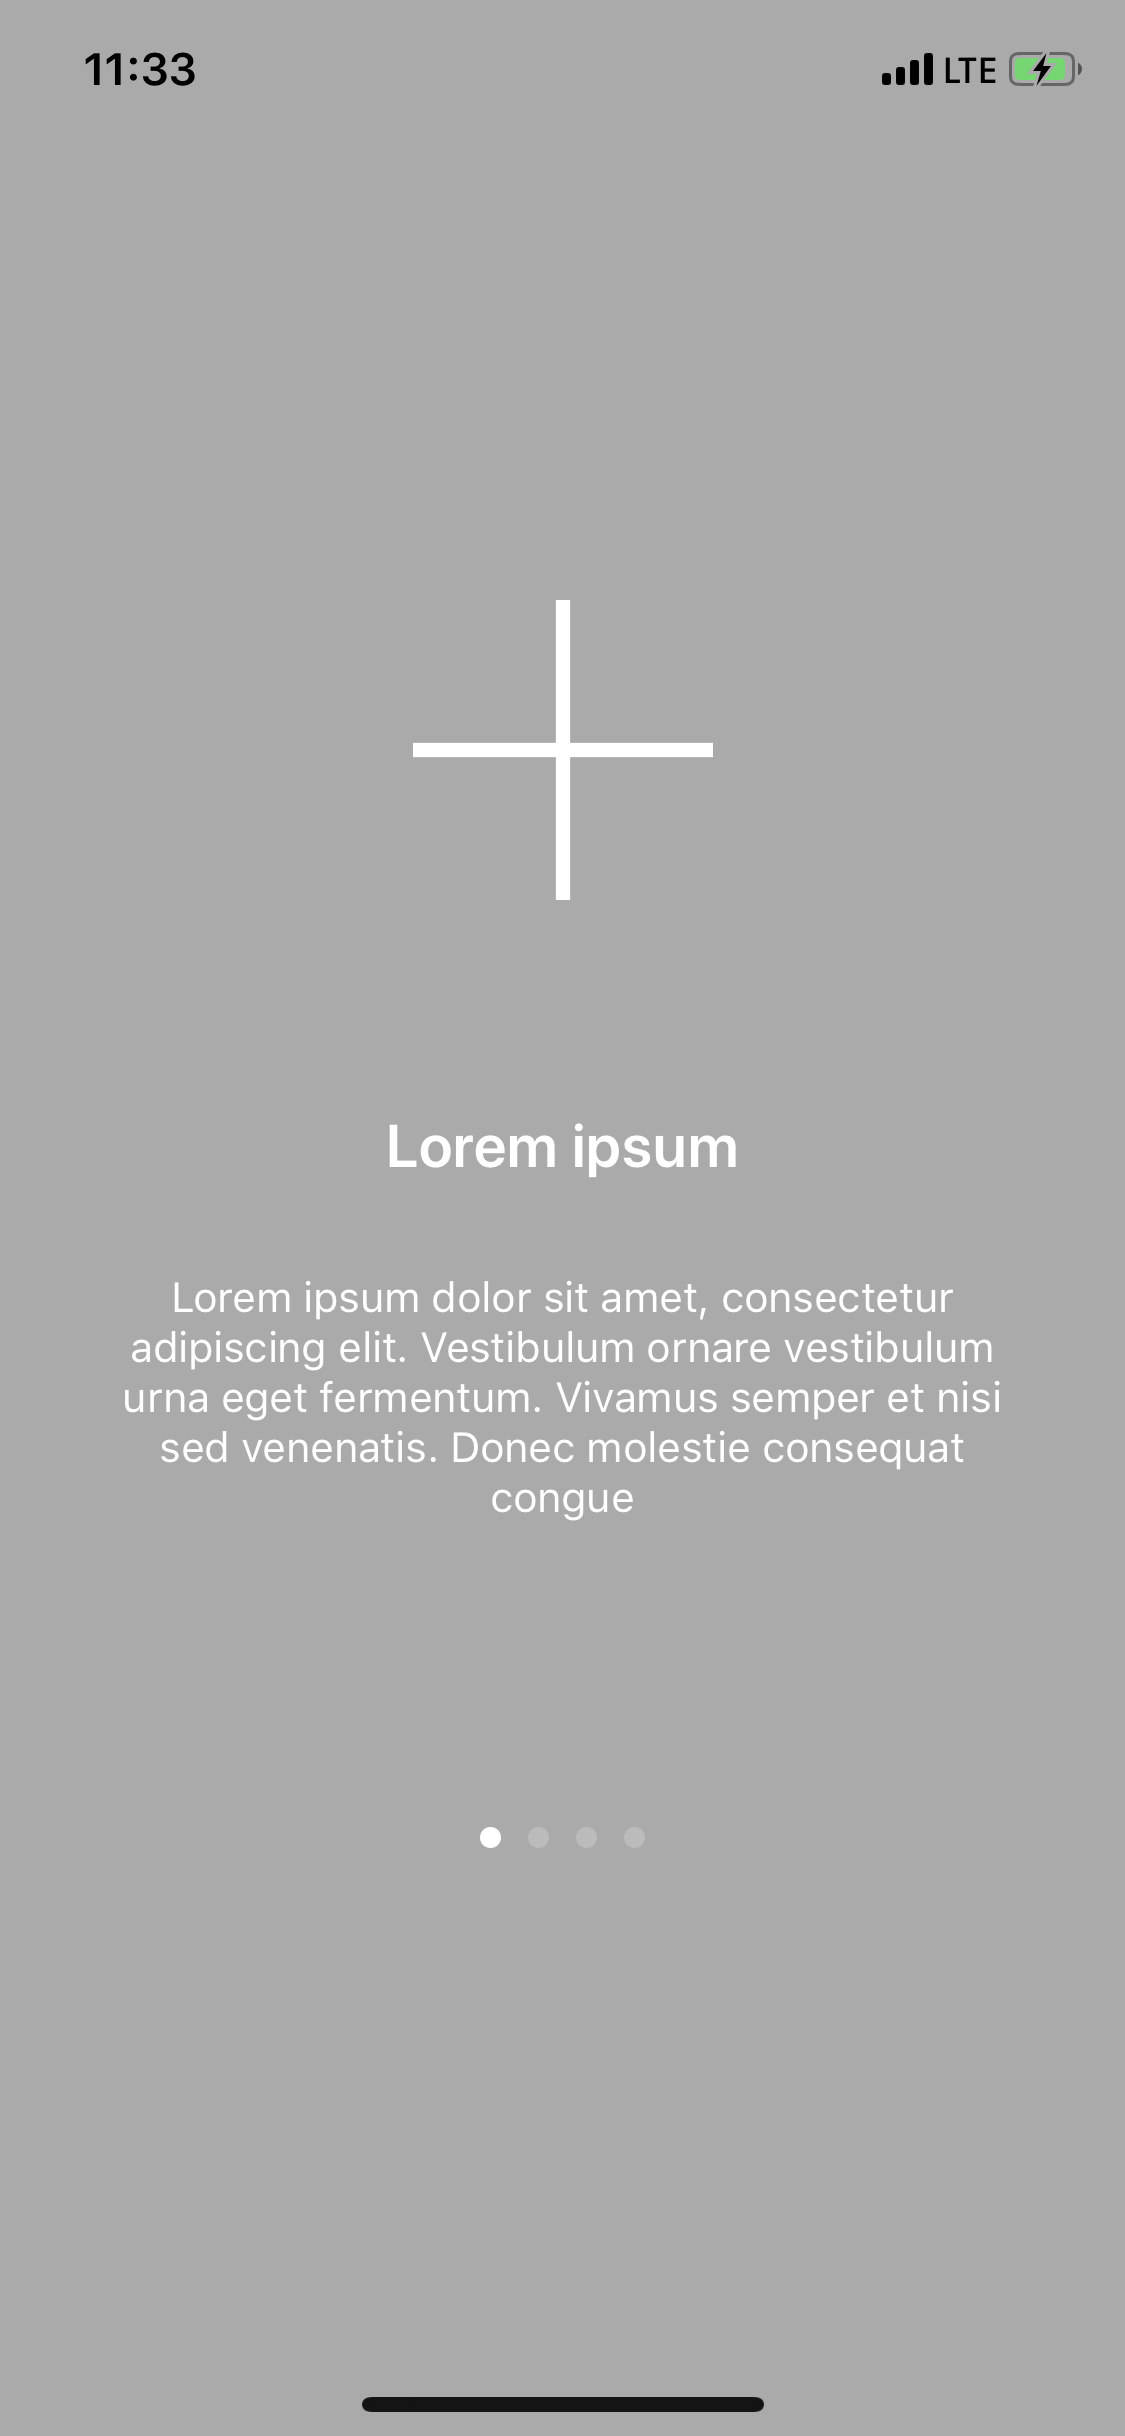 11:33
LTE
Lorem ipsum
Lorem ipsum dolor sit amet, consectetur
adipiscing elit. Vestibulum ornare vestibulum
urna eget fermentum. Vivamus semper et nisi
sed venenatis. Donec molestie consequat
congue